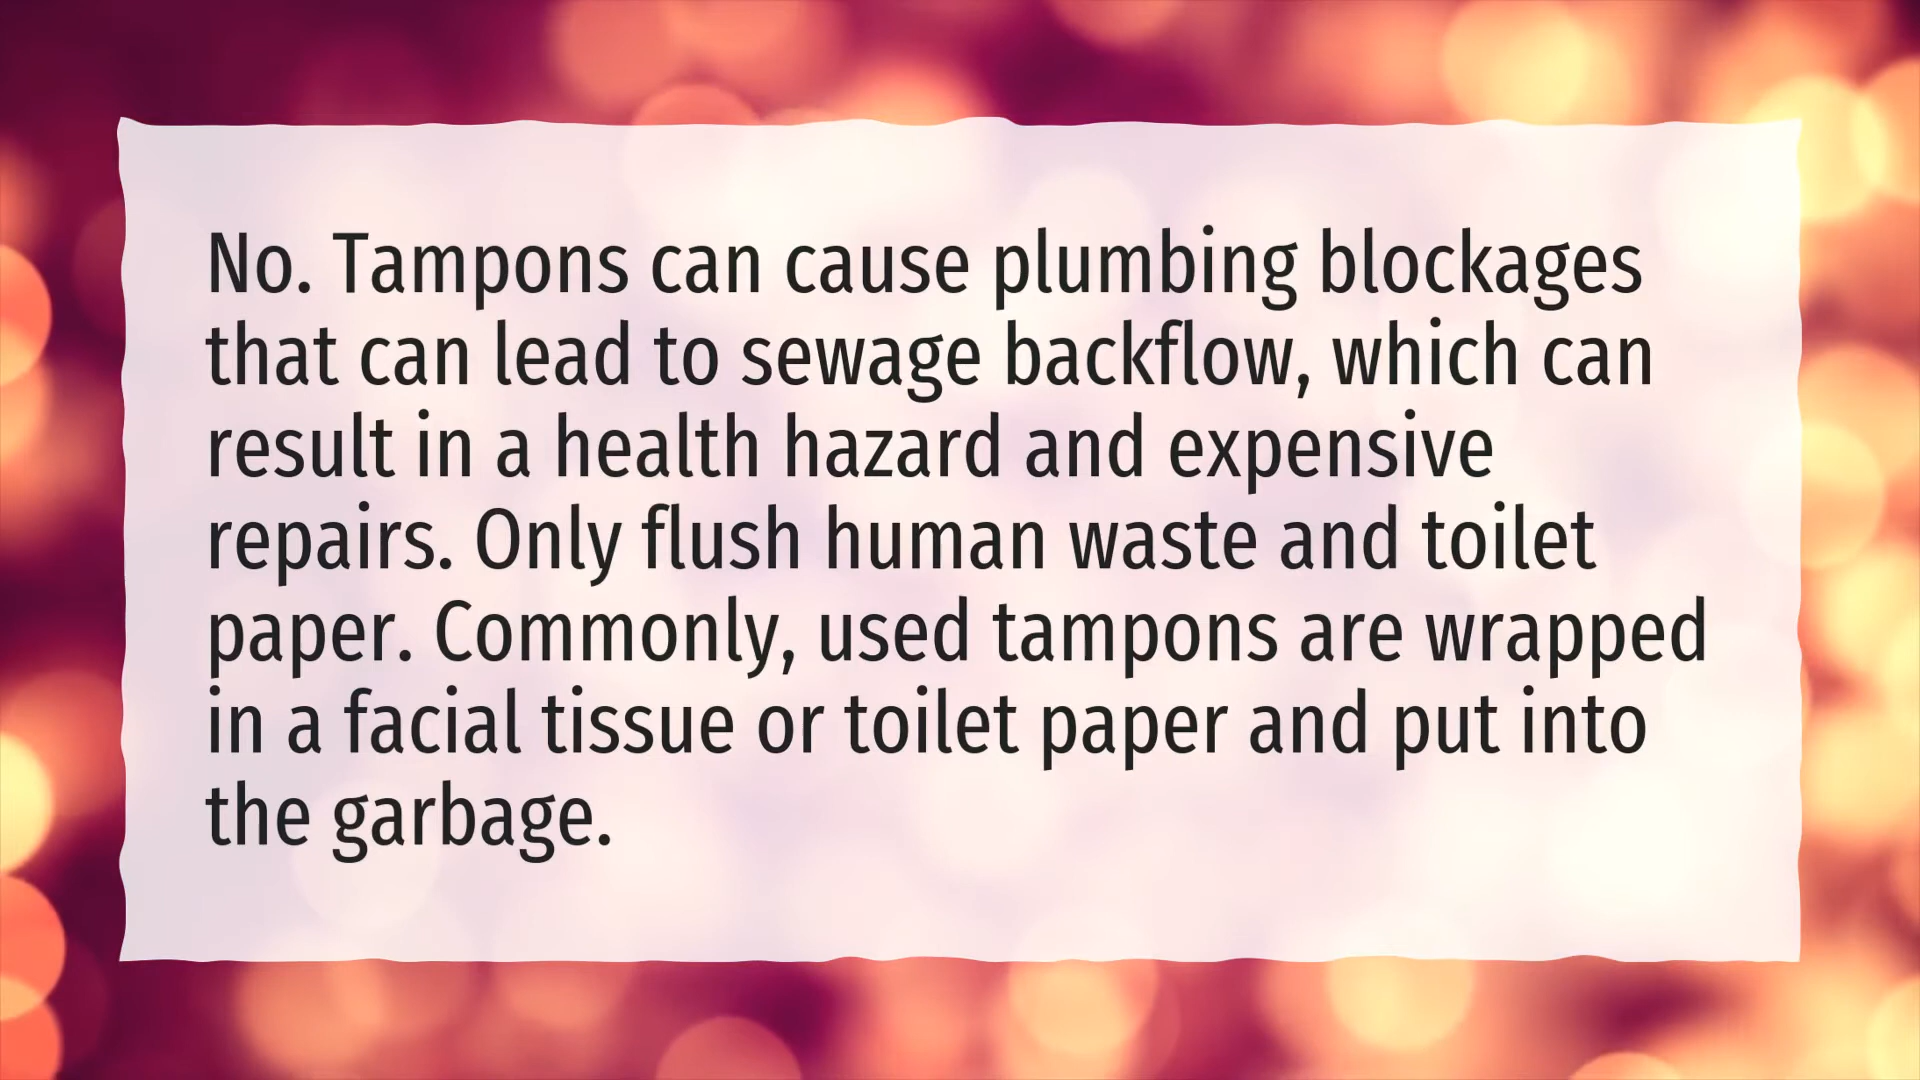 No. Tampons can cause plumbing blockages
that can lead to sewage backflow, which can
result in a health hazard and expensive
repairs. Only flush human waste and toilet
paper. Commonly, used tampons are wrapped
in a facial tissue or toilet paper and put into
the garbage.